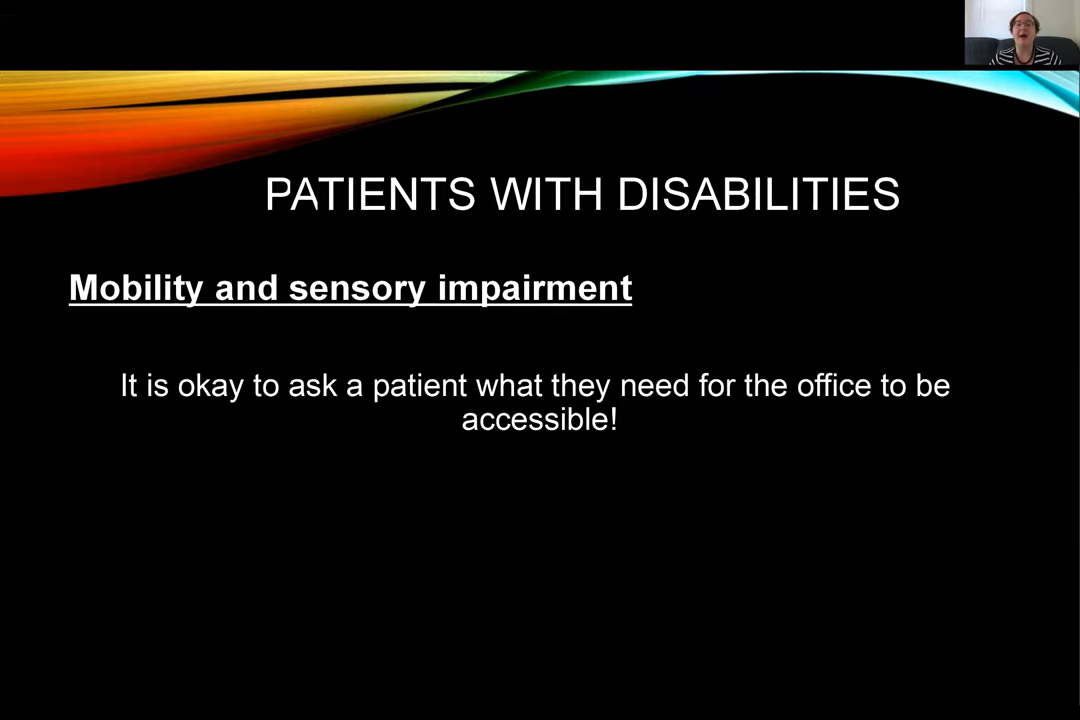 PATIENTS WITH DISABILITIES
Mobility and sensory impairment
It is okay to ask a patient what they need for the office to be
accessible!